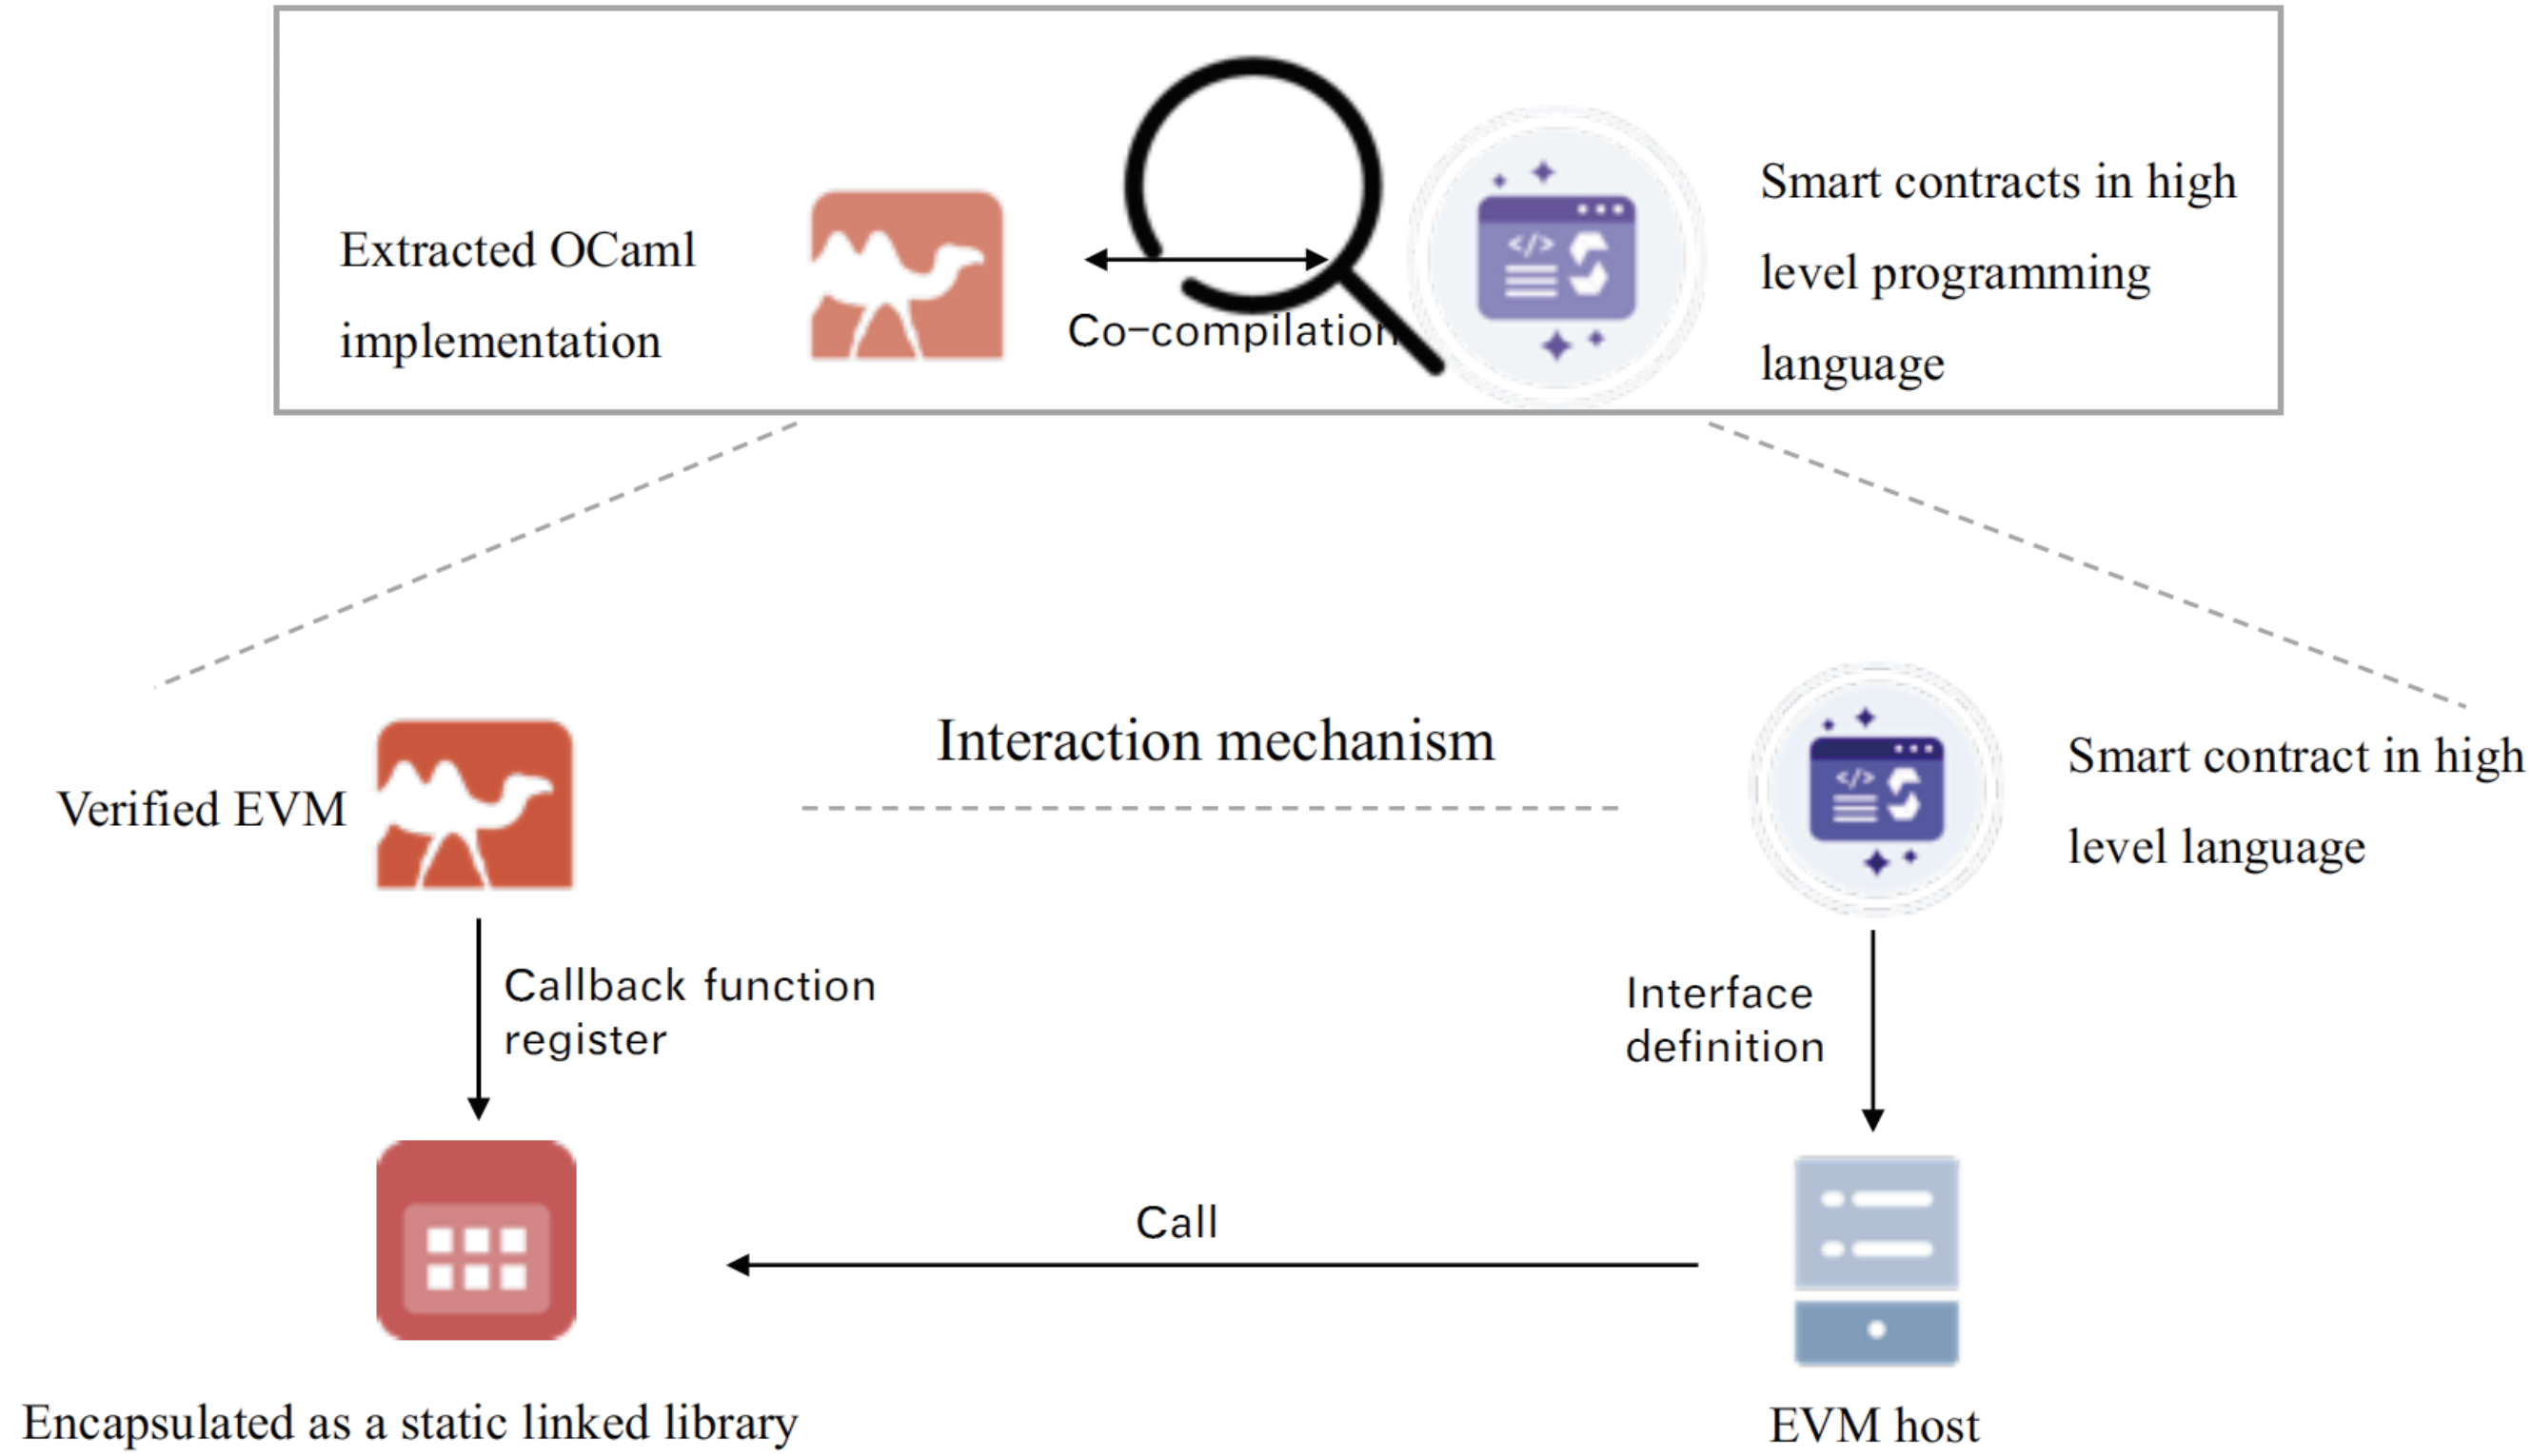 Extracted OCaml
implementation
Co-compilation
Smart contracts in high
level programming
language
Verified EVM
Interaction mechanism
Smart contract in high
level language
Callback function
register
Interface
definition
Call
Encapsulated as a static linked library
EVM host